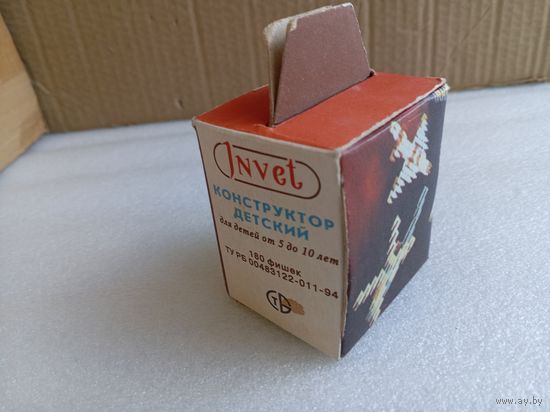 Invet
КОНСТРУКТОР
ДЕТСКИЙ
для детей от 5 до 10 лет
180 фишек
ТУ РБ 00483122-011-94
www.ay.by